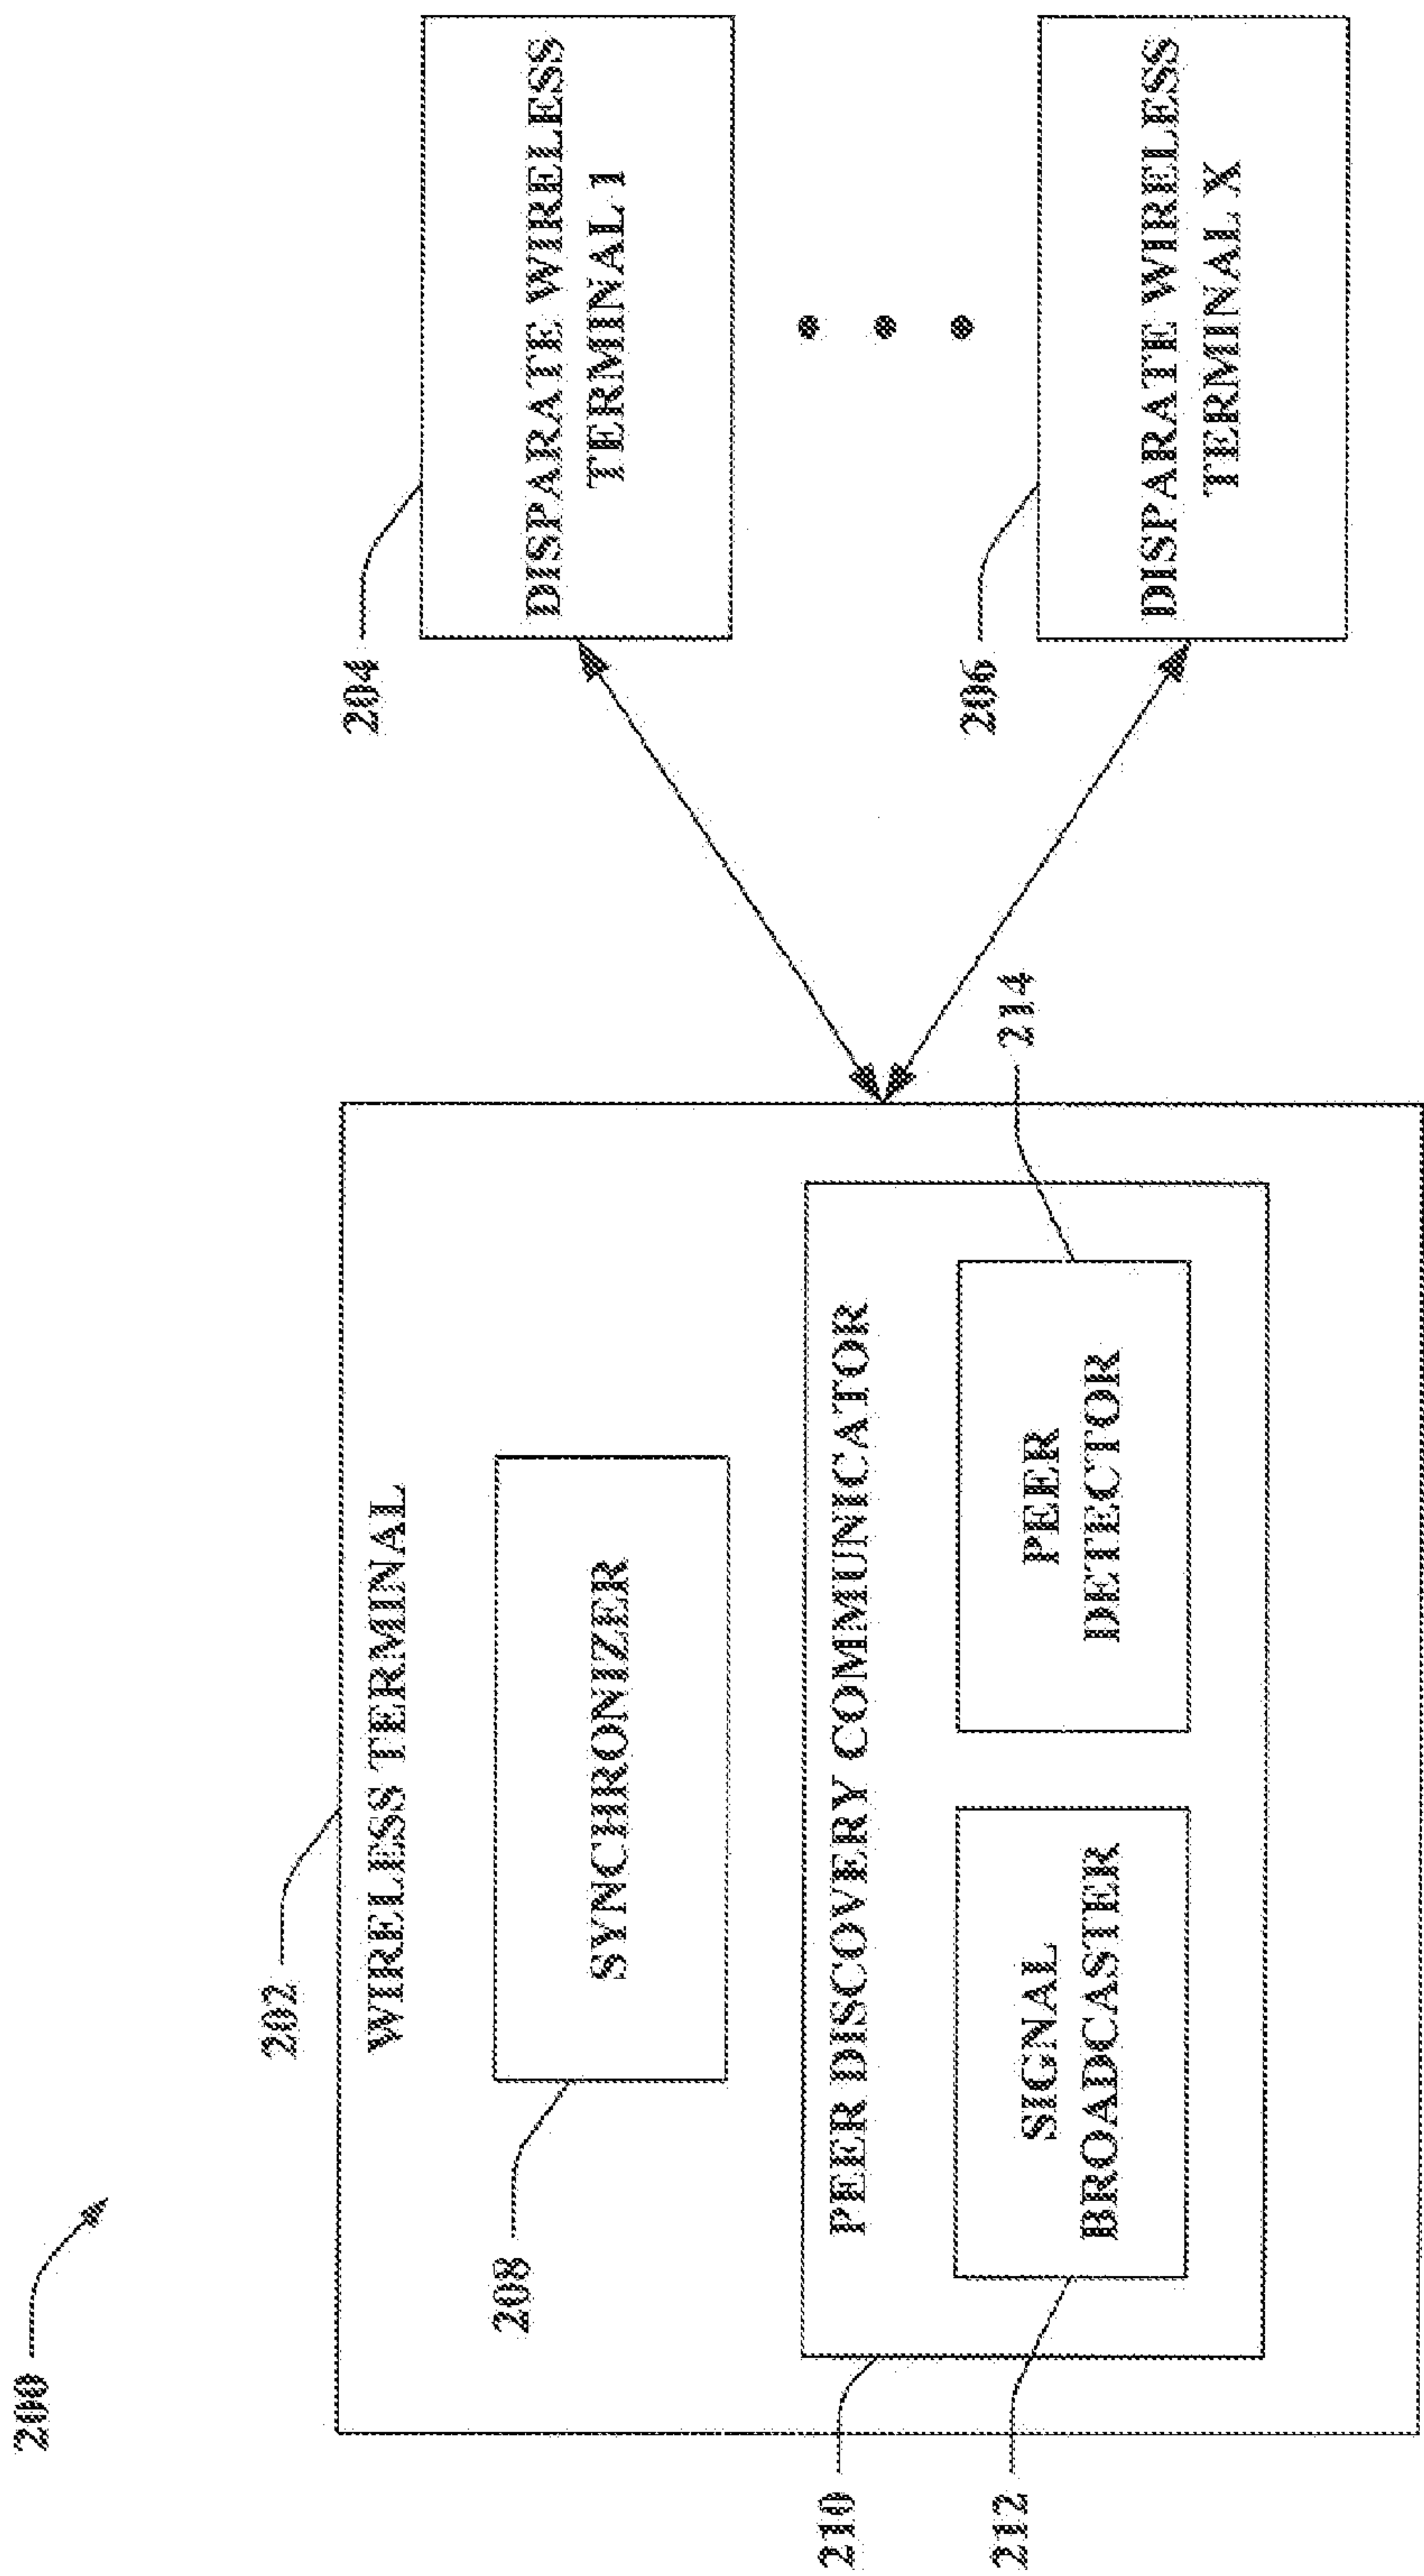 200
202
WIRELESS TERMINAL
208
SYNCHRONIZER
210
PEER DISCOVERY COMMUNICATOR
212
SIGNAL
BROADCASTER
214
PEER
DETECTOR
204
DISPARATE WIRELESS
TERMINAL 1
206
DISPARATE WIRELESS
TERMINAL X